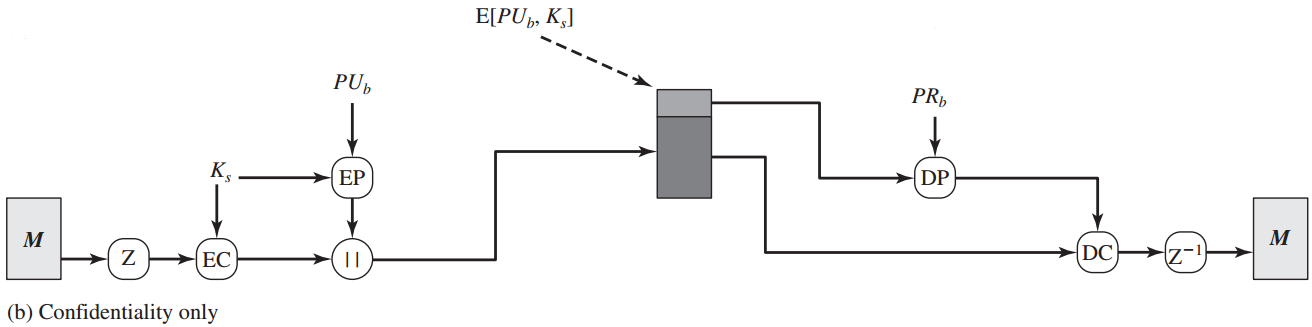 E[PU_b, K_s]
PU_b
PR_b
K_s
EP
DP
M
Z
EC
||
DC
Z⁻¹
M
(b) Confidentiality only